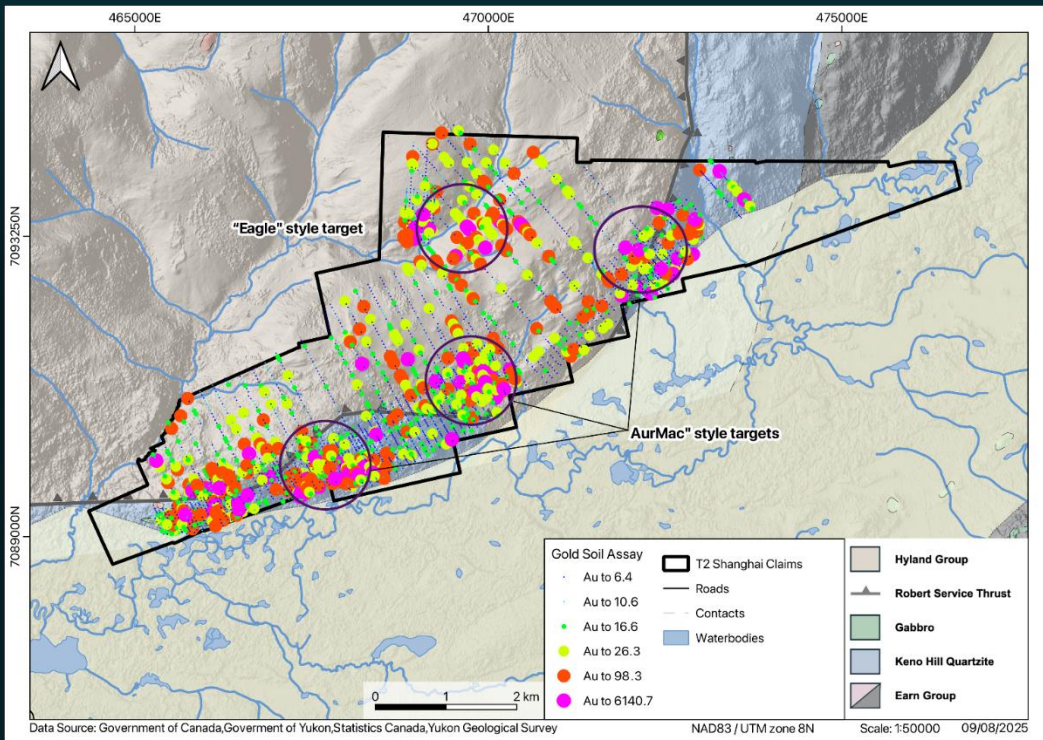 465000E
470000E
475000E
7093250N
7089000N
"Eagle" style target
AurMac" style targets
Gold Soil Assay
Au to 6.4
Au to 10.6
Au to 16.6
Au to 26.3
Au to 98.3
Au to 6140.7
T2 Shanghai Claims
Roads
Contacts
Waterbodies
Hyland Group
Robert Service Thrust
Gabbro
Keno Hill Quartzite
Earn Group
0 1 2 km
Data Source: Government of Canada,Goverment of Yukon,Statistics Canada,Yukon Geological Survey
NAD83 / UTM zone 8N
Scale: 1:50000
09/08/2025